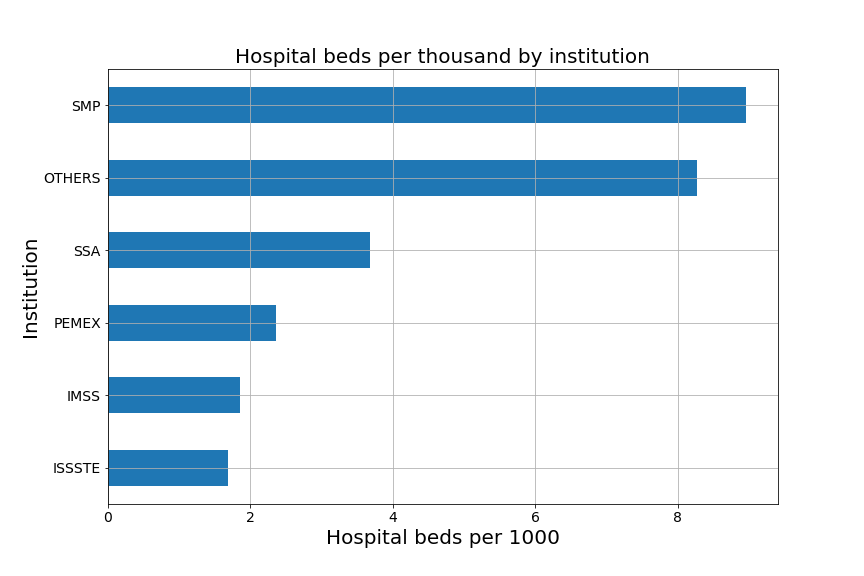 Hospital beds per thousand by institution
SMP
OTHERS
SSA
PEMEX
IMSS
ISSSTE
Institution
0 2 4 6 8
Hospital beds per 1000